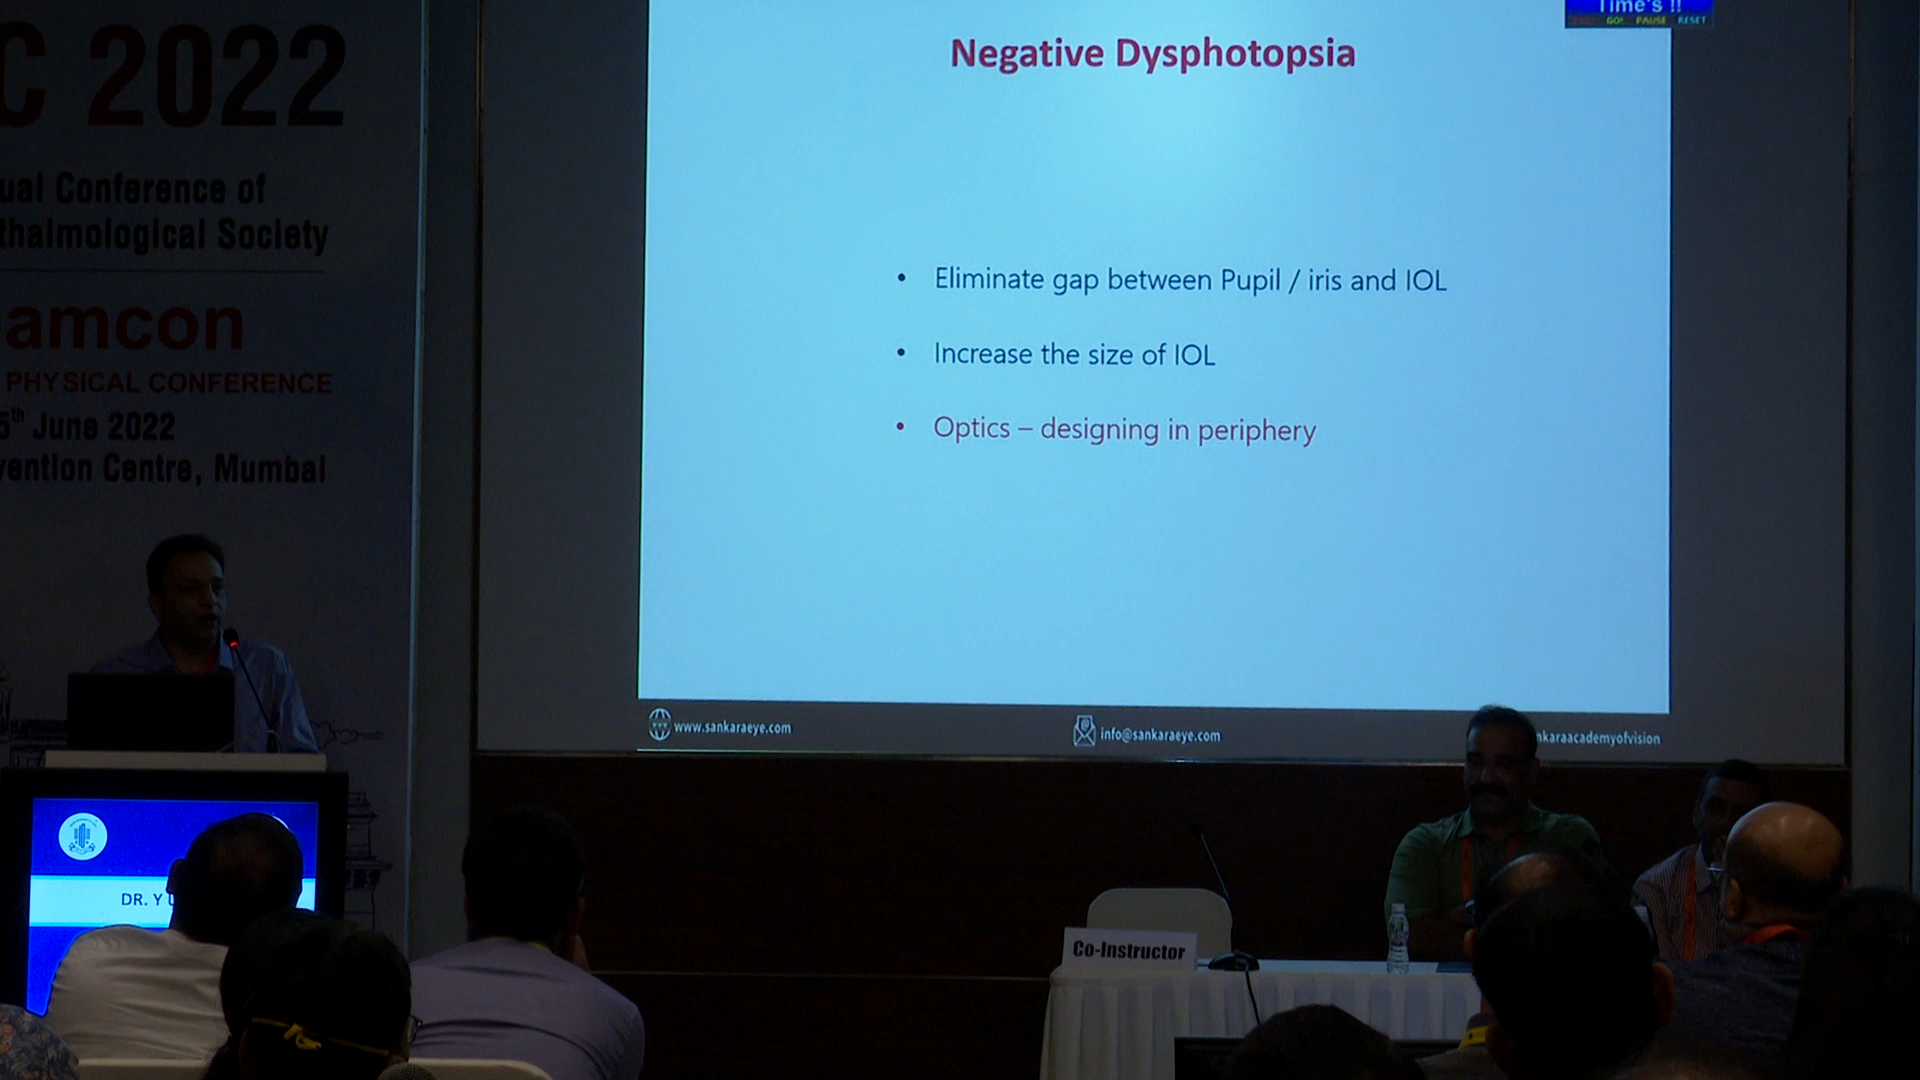 C 2022
ual Conference of
thalmological Society
amcon
PHYSICAL CONFERENCE
5th June 2022
vention Centre, Mumbai
Time's !!
GO! PAUSE RESET
Negative Dysphotopsia
• Eliminate gap between Pupil / iris and IOL
• Increase the size of IOL
• Optics – designing in periphery
www.sankaraeye.com
info@sankaraeye.com
nkaraacademyofvision
DR. Y
Co-Instructor